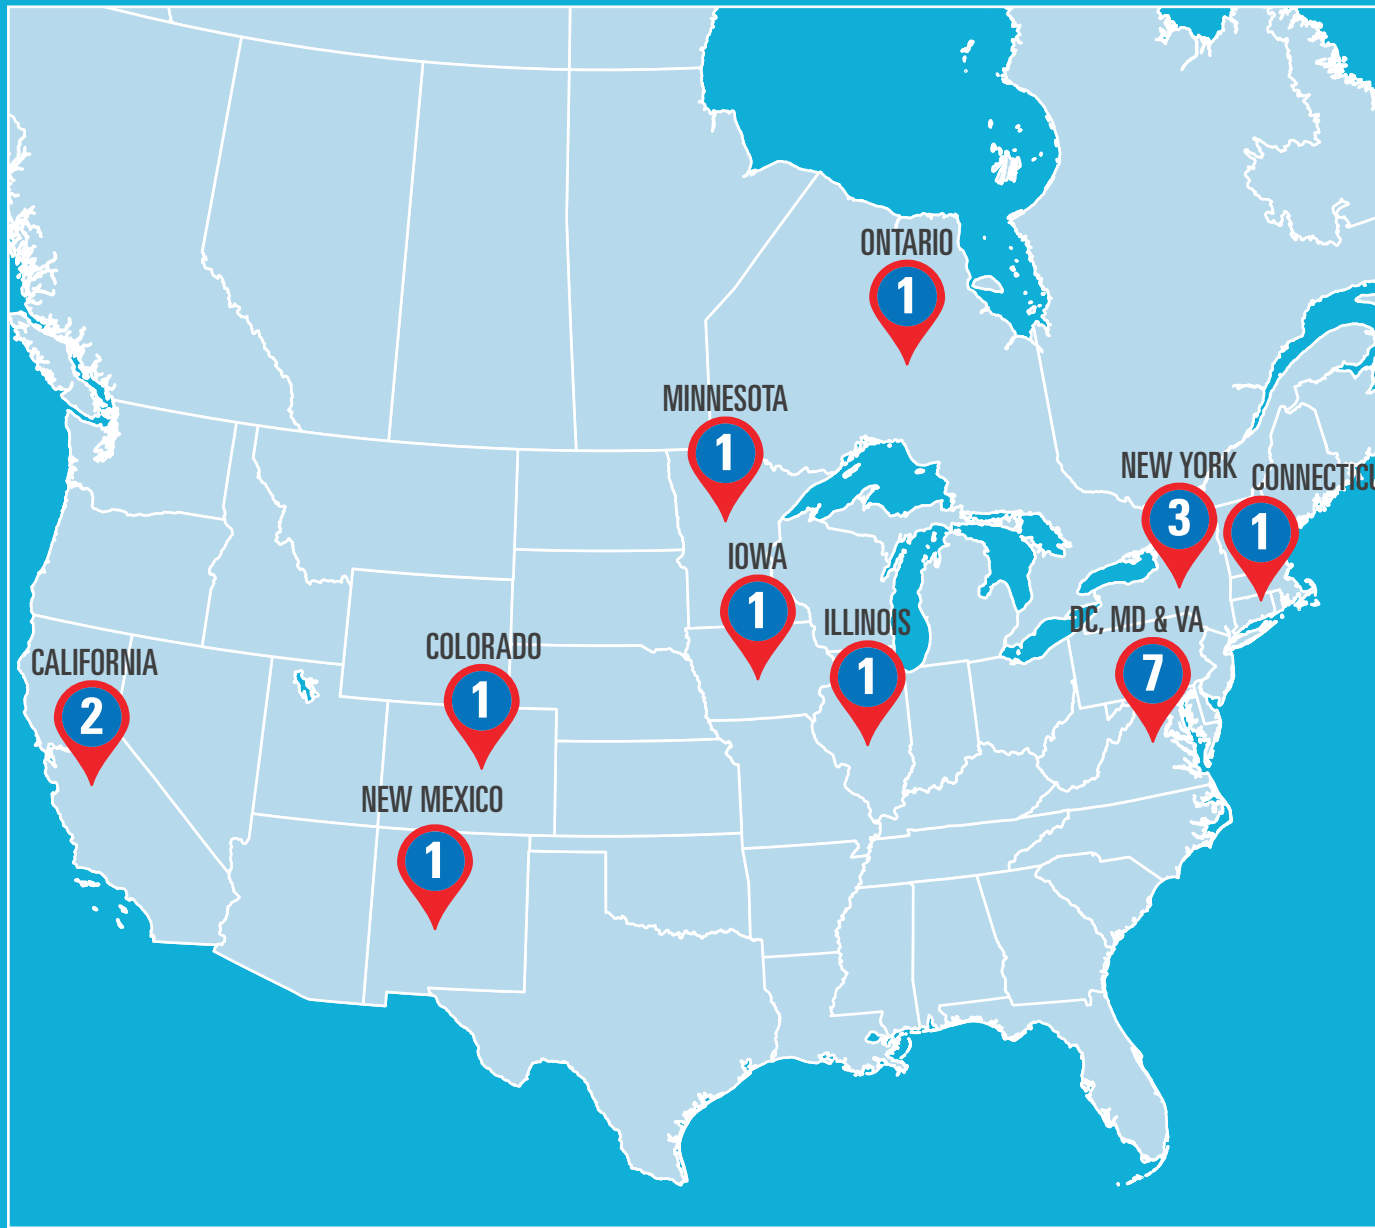 ONTARIO
1
MINNESOTA
1
NEW YORK
3
CONNECTICU
1
IOWA
1
ILLINOIS
1
DC, MD & VA
7
COLORADO
1
CALIFORNIA
2
NEW MEXICO
1